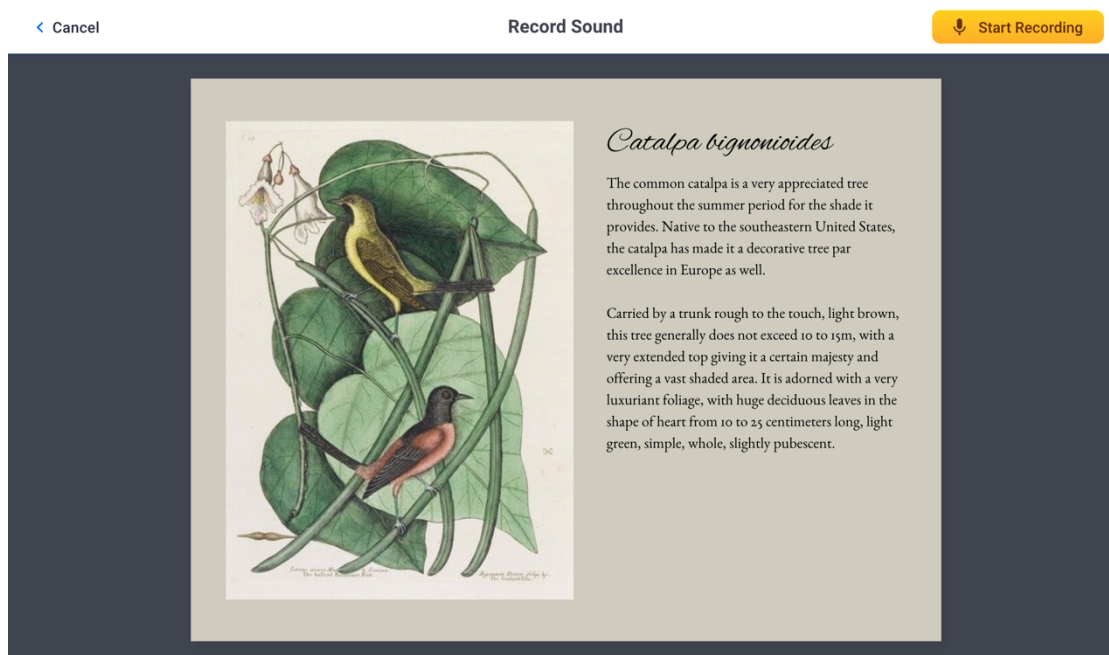 Cancel
Record Sound
Start Recording
Catalpa bignonioides
The common catalpa is a very appreciated tree
throughout the summer period for the shade it
provides. Native to the southeastern United States,
the catalpa has made it a decorative tree par
excellence in Europe as well.
Carried by a trunk rough to the touch, light brown,
this tree generally does not exceed 10 to 15m, with a
very extended top giving it a certain majesty and
offering a vast shaded area. It is adorned with a very
luxuriant foliage, with huge deciduous leaves in the
shape of heart from 10 to 25 centimeters long, light
green, simple, whole, slightly pubescent.